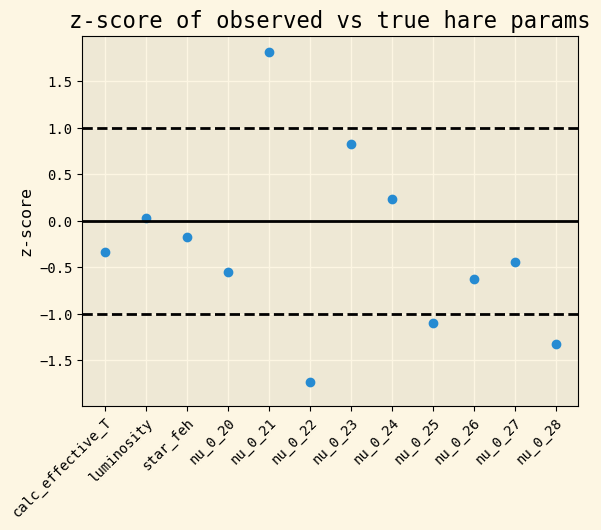 z-score of observed vs true hare params
z-score
1.5
1.0
0.5
0.0
−0.5
−1.0
−1.5
calc_effective_T
luminosity
star_feh
nu_0_20
nu_0_21
nu_0_22
nu_0_23
nu_0_24
nu_0_25
nu_0_26
nu_0_27
nu_0_28